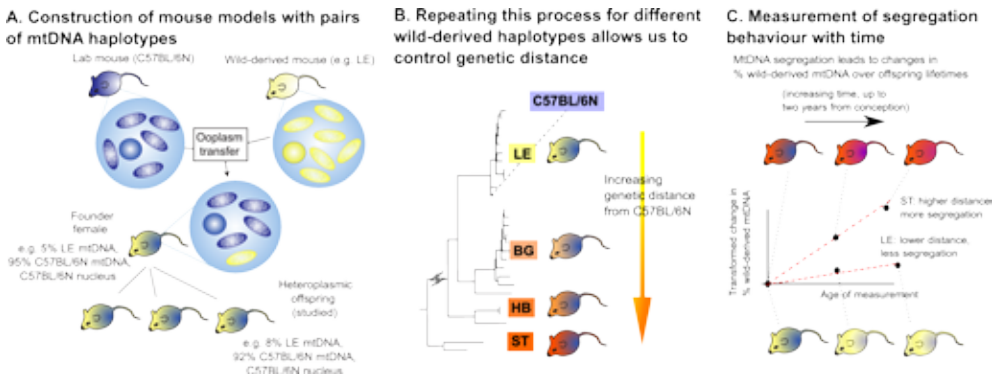 A. Construction of mouse models with pairs
of mtDNA haplotypes
Lab mouse (C57BL/6N)
Wild-derived mouse (e.g. LE)
Ooplasm
transfer
Founder
female
e.g. 5% LE mtDNA,
95% C57BL/6N mtDNA,
C57BL/6N nucleus
Heteroplasmic
offspring
(studied)
e.g. 8% LE mtDNA,
92% C57BL/6N mtDNA,
C57BL/6N nucleus
B. Repeating this process for different
wild-derived haplotypes allows us to
control genetic distance
C57BL/6N
LE
Increasing
genetic distance
from C57BL/6N
BG
HB
ST
C. Measurement of segregation
behaviour with time
MtDNA segregation leads to changes in
% wild-derived mtDNA over offspring lifetimes
(increasing time, up to
two years from conception)
Transformed change in
% wild-derived mtDNA
ST: higher distance,
more segregation
LE: lower distance,
less segregation
Age of measurement